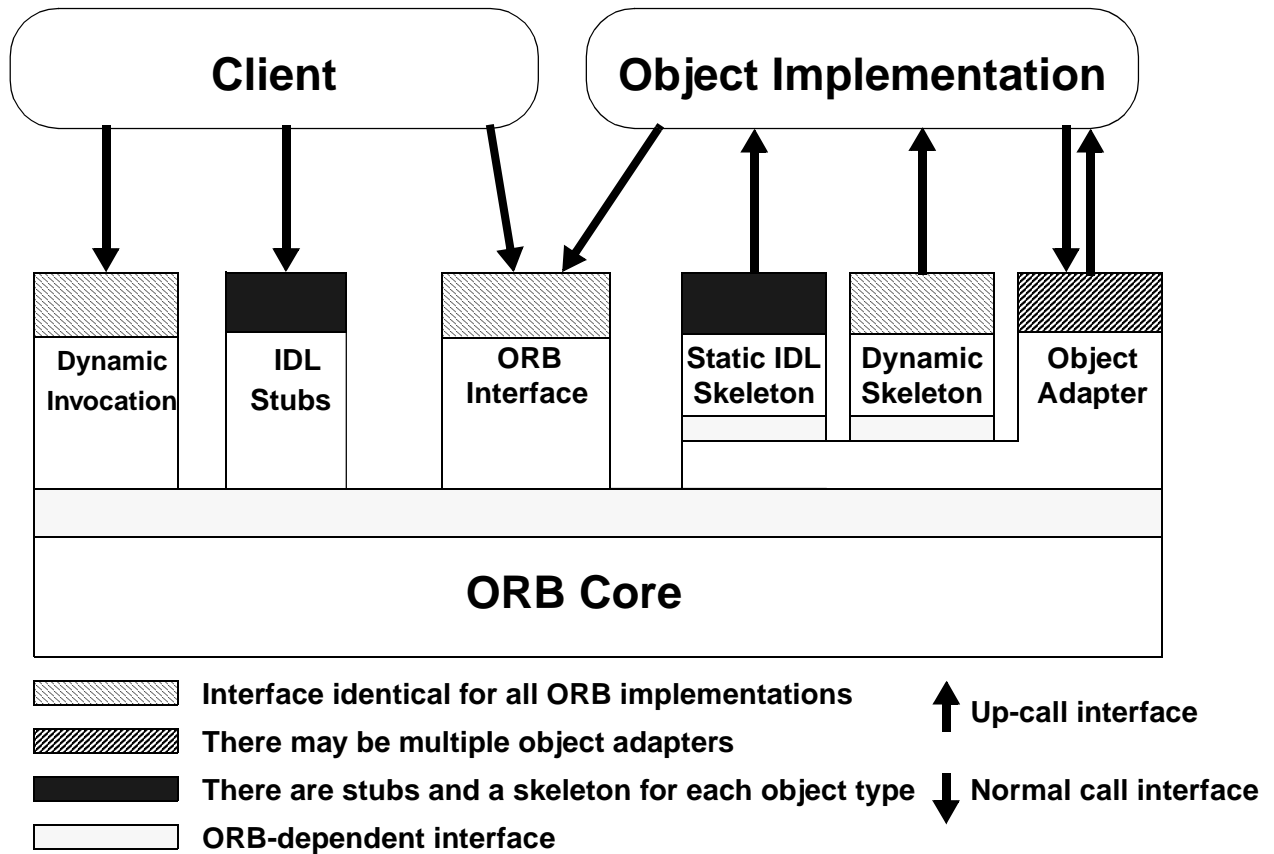 Client
Object Implementation
Dynamic
Invocation
IDL
Stubs
ORB
Interface
Static IDL
Skeleton
Dynamic
Skeleton
Object
Adapter
ORB Core
Interface identical for all ORB implementations
There may be multiple object adapters
There are stubs and a skeleton for each object type
ORB-dependent interface
Up-call interface
Normal call interface